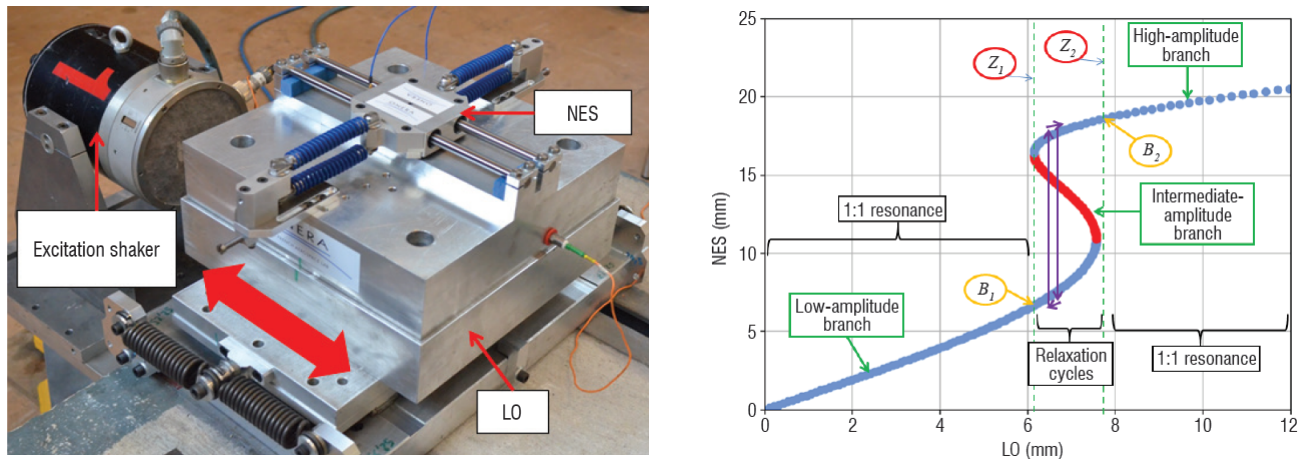 NES
Excitation shaker
NERA
LO
NES (mm)
25
20
15
10
5
0
0
2
4
6
8
10
12
LO (mm)
Z1
Z2
High-amplitude
branch
B2
1:1 resonance
Intermediate-
amplitude
branch
B1
Low-amplitude
branch
Relaxation
cycles
1:1 resonance